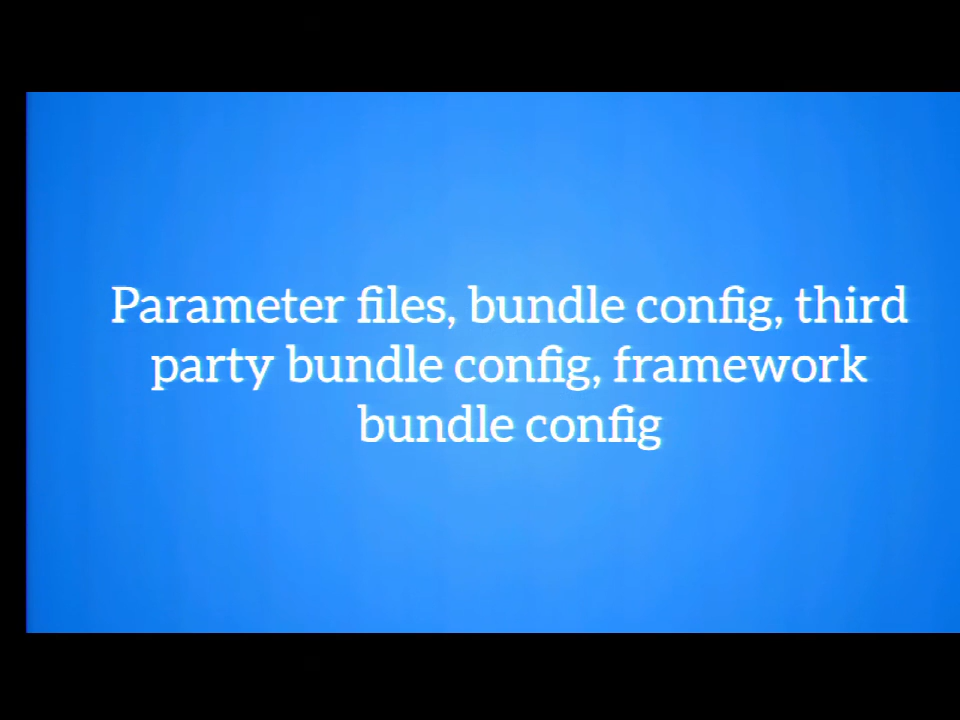 Parameter files, bundle config, third
party bundle config, framework
bundle config